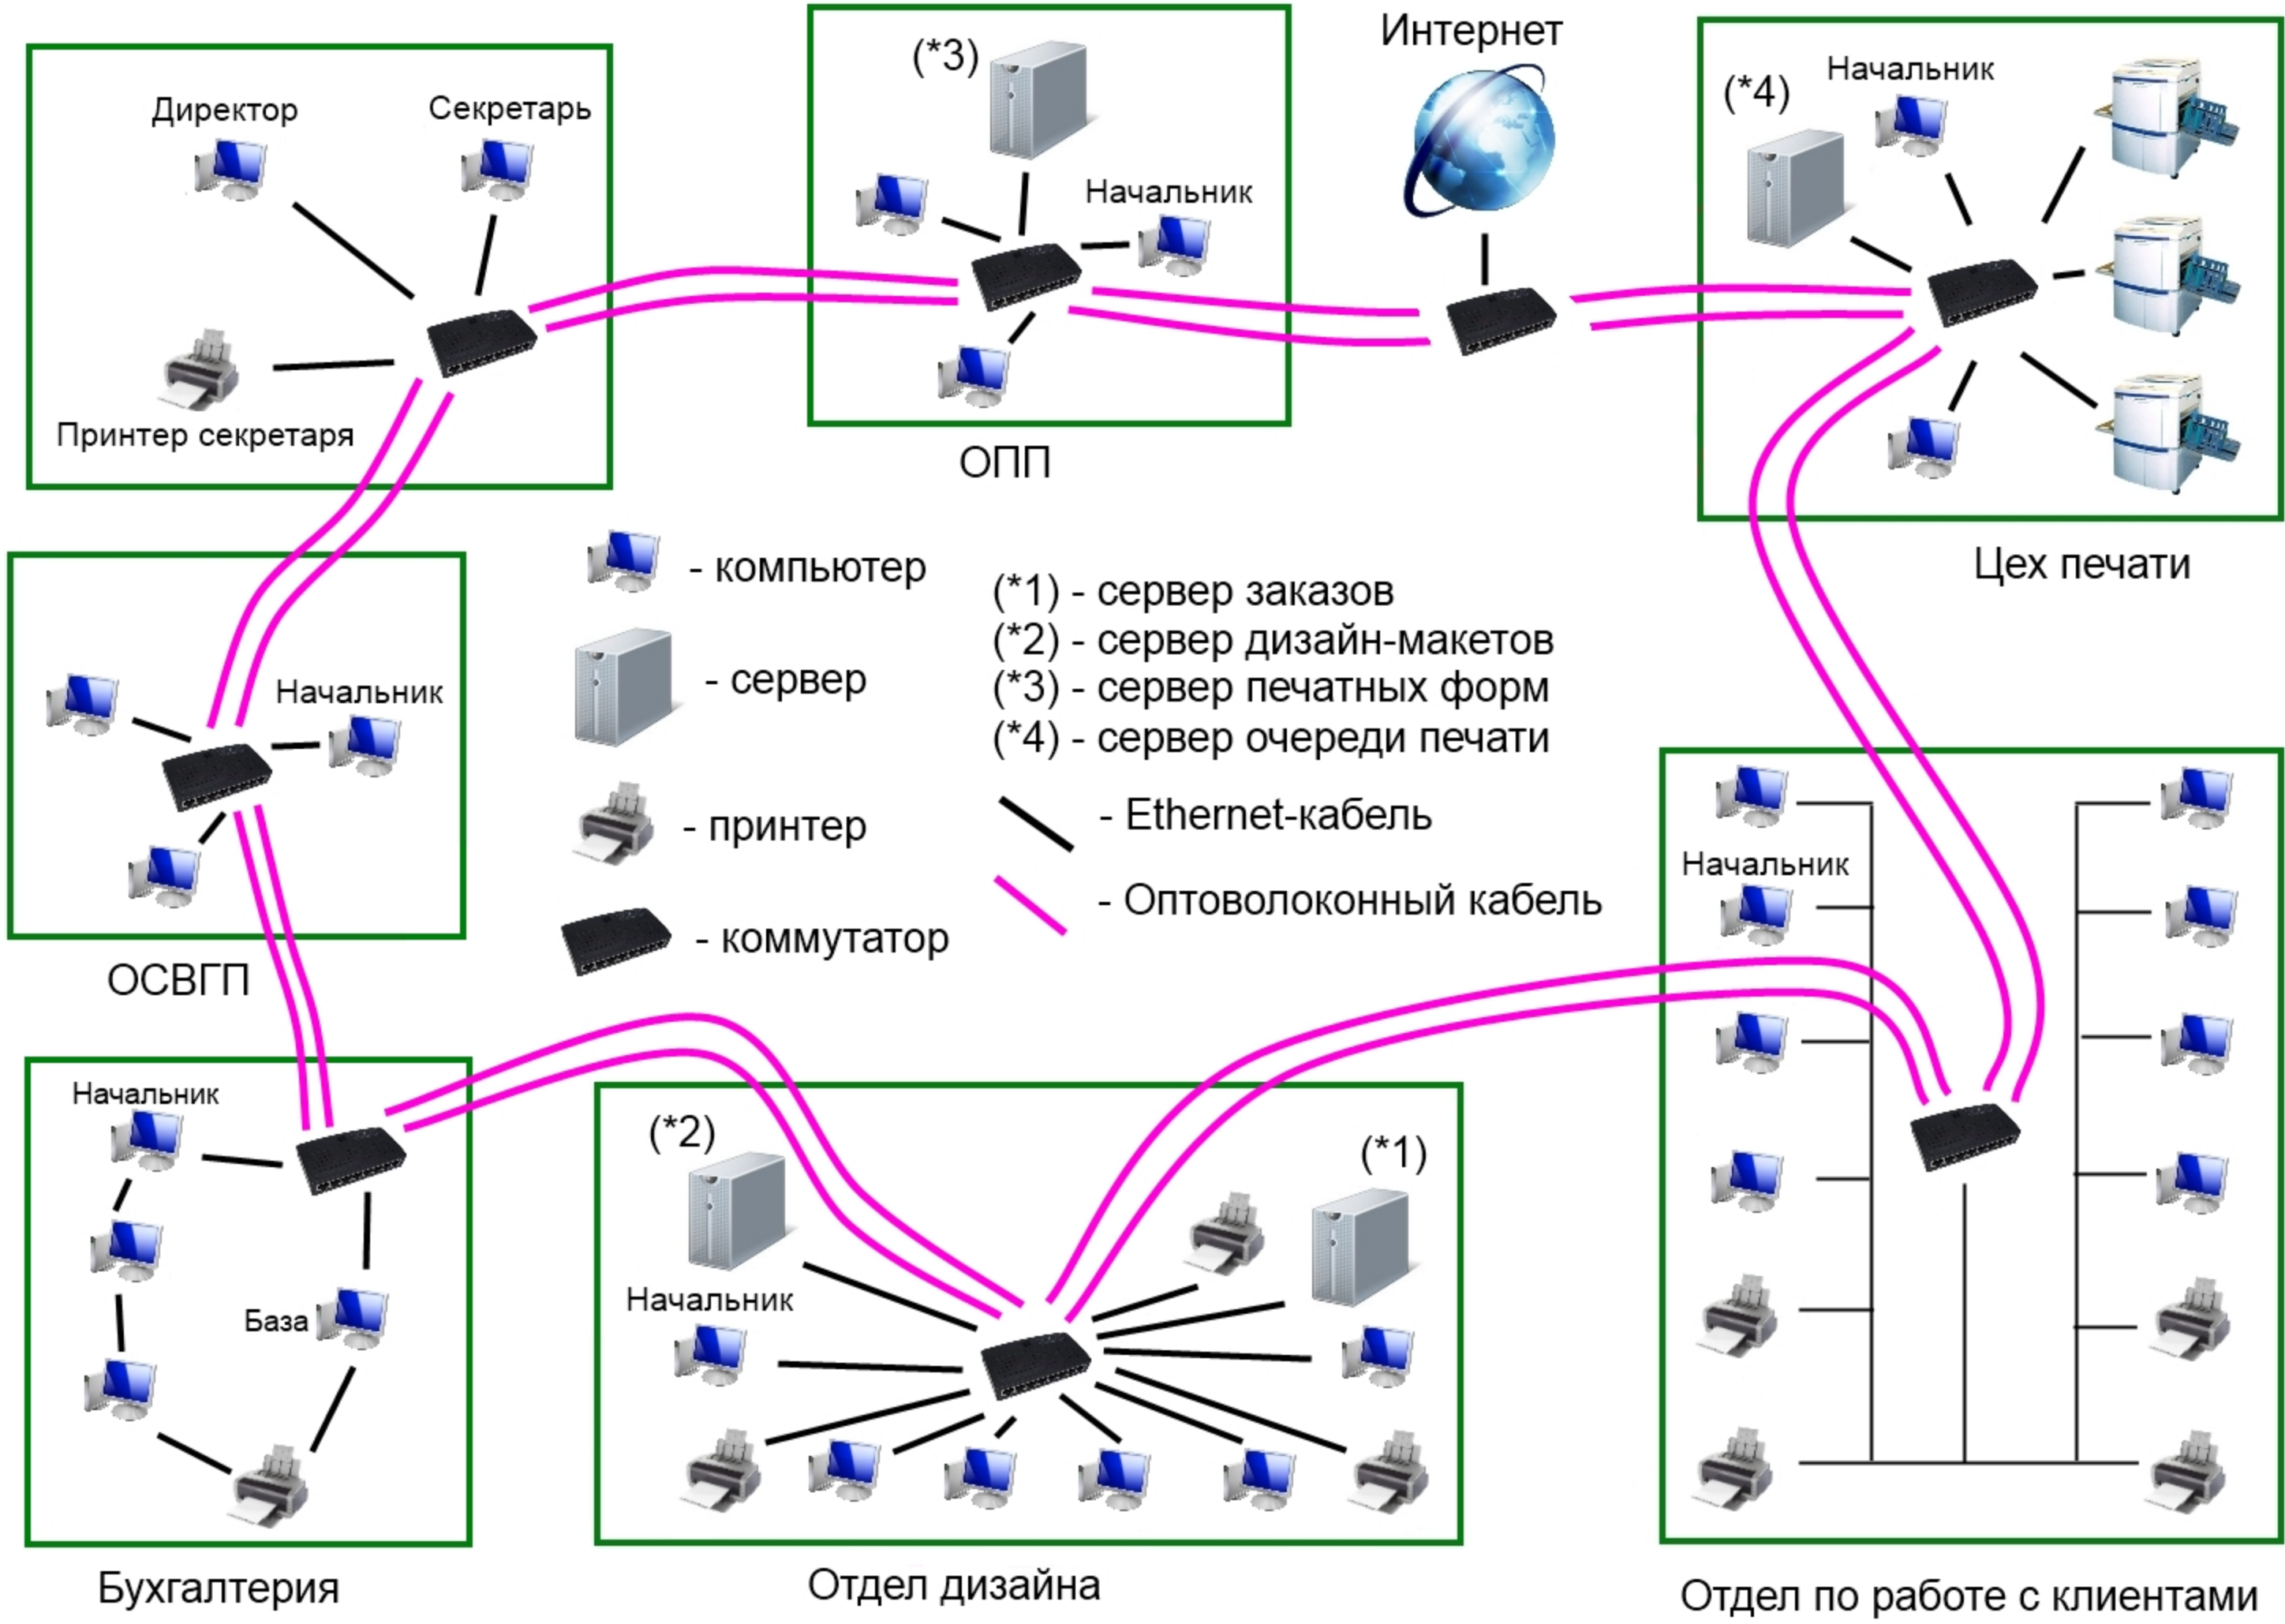 Интернет
(*3)
Начальник
(*4)
Директор
Секретарь
Начальник
Принтер секретаря
ОПП
Цех печати
- компьютер
(*1) - сервер заказов
(*2) - сервер дизайн-макетов
- сервер
(*3) - сервер печатных форм
(*4) - сервер очереди печати
Начальник
- принтер
- Ethernet-кабель
Начальник
- Оптоволоконный кабель
- коммутатор
ОСВГП
Начальник
(*2)
(*1)
Начальник
База
Бухгалтерия
Отдел дизайна
Отдел по работе с клиентами